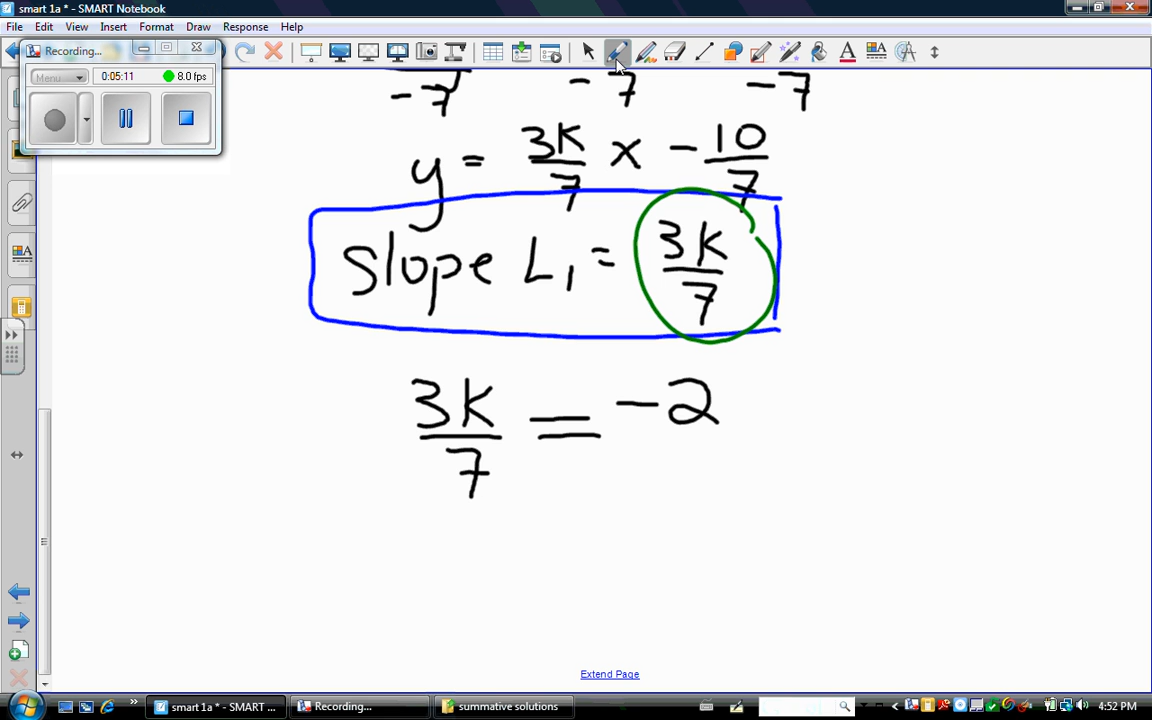 smart 1a * - SMART Notebook
File Edit View Insert Format Draw Response Help
Recording...
Menu 0:05:11 8.0 fps
-7 -7 -7
y = 3K/7 x - 10/7
Slope L1 = 3K/7
3K/7 = -2
Extend Page
smart 1a * - SMART ... Recording... summative solutions 4:52 PM